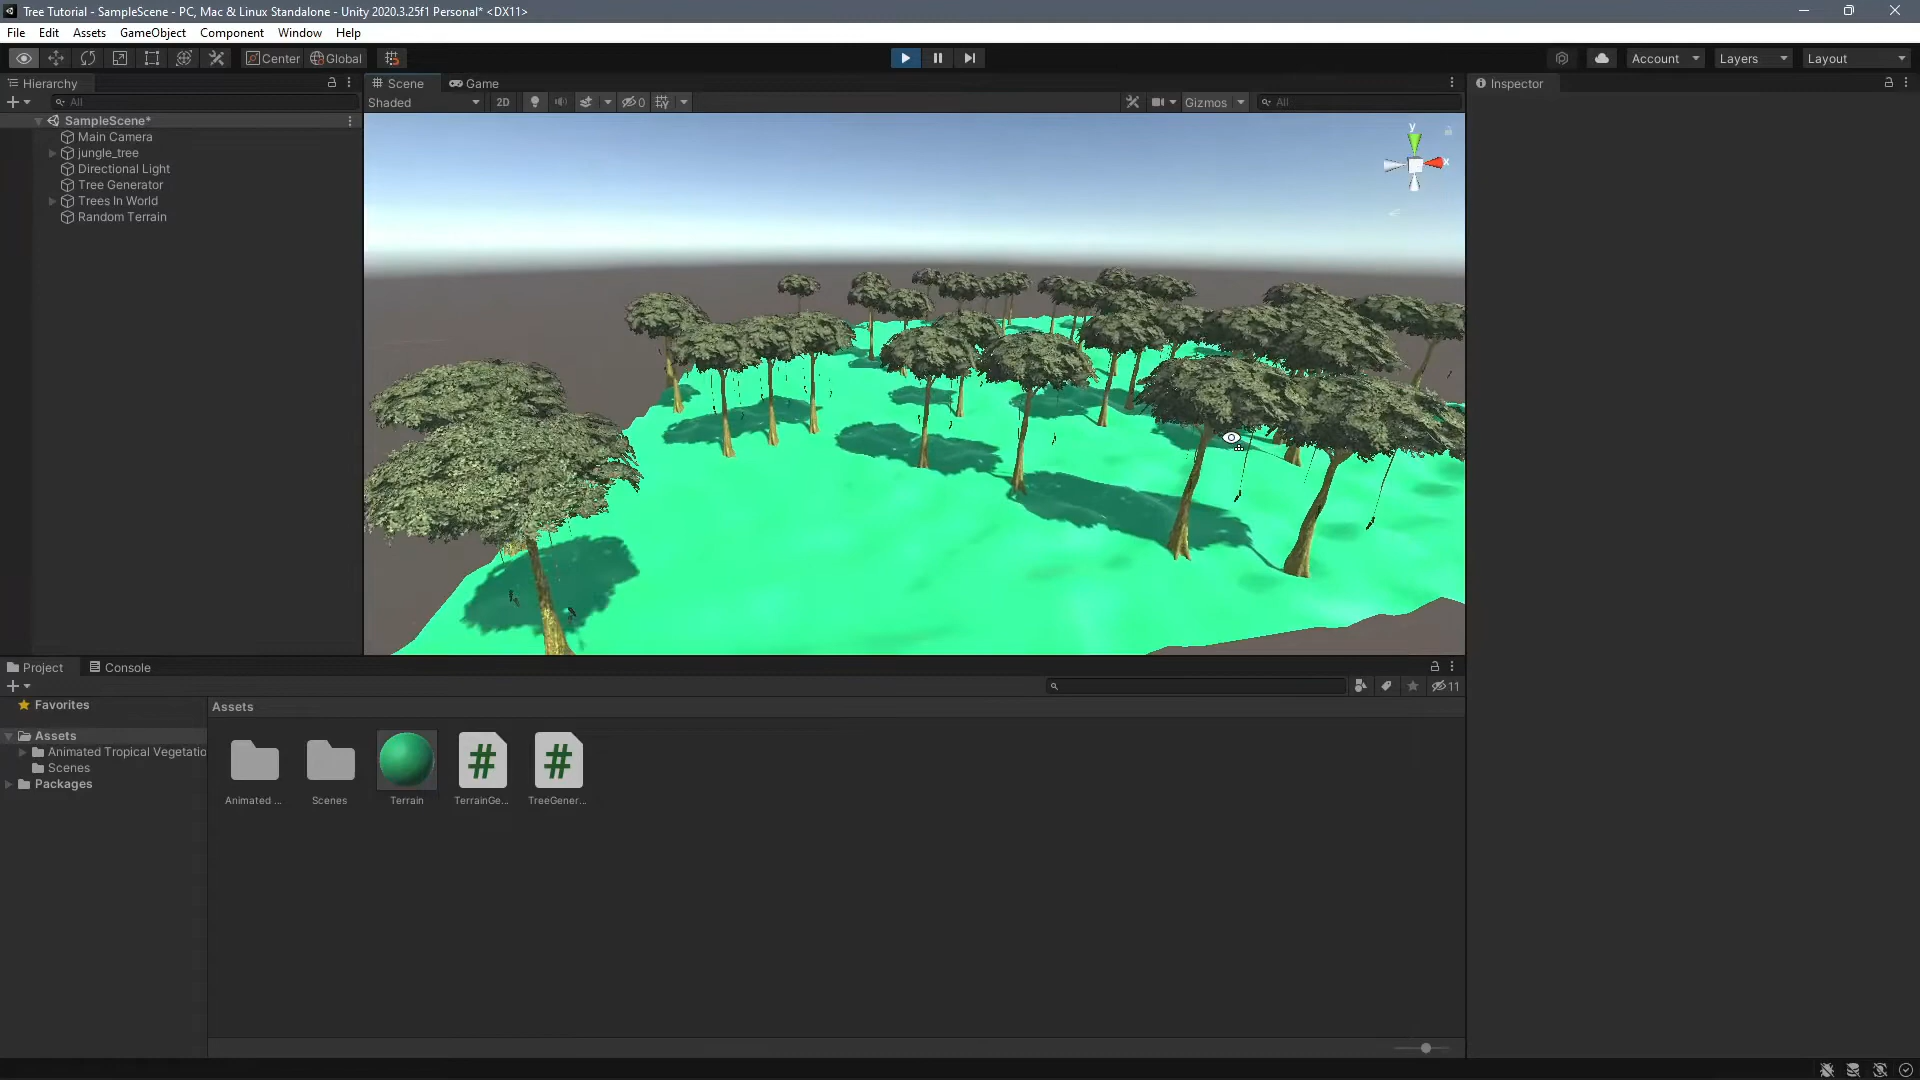 Tree Tutorial - SampleScene - PC, Mac & Linux Standalone - Unity 2020.3.25f1 Personal* <DX11>
File Edit Assets GameObject Component Window Help
Center Global Account Layers Layout
Hierarchy
All
SampleScene*
Main Camera
jungle_tree
Directional Light
Tree Generator
Trees In World
Random Terrain
Scene Game
Shaded 2D 0 Gizmos All
y
x
Inspector
Project Console
11
Favorites
Assets
Animated Tropical Vegetatio
Scenes
Packages
Assets
Animated ...
Scenes
Terrain
TerrainGe...
TreeGener...